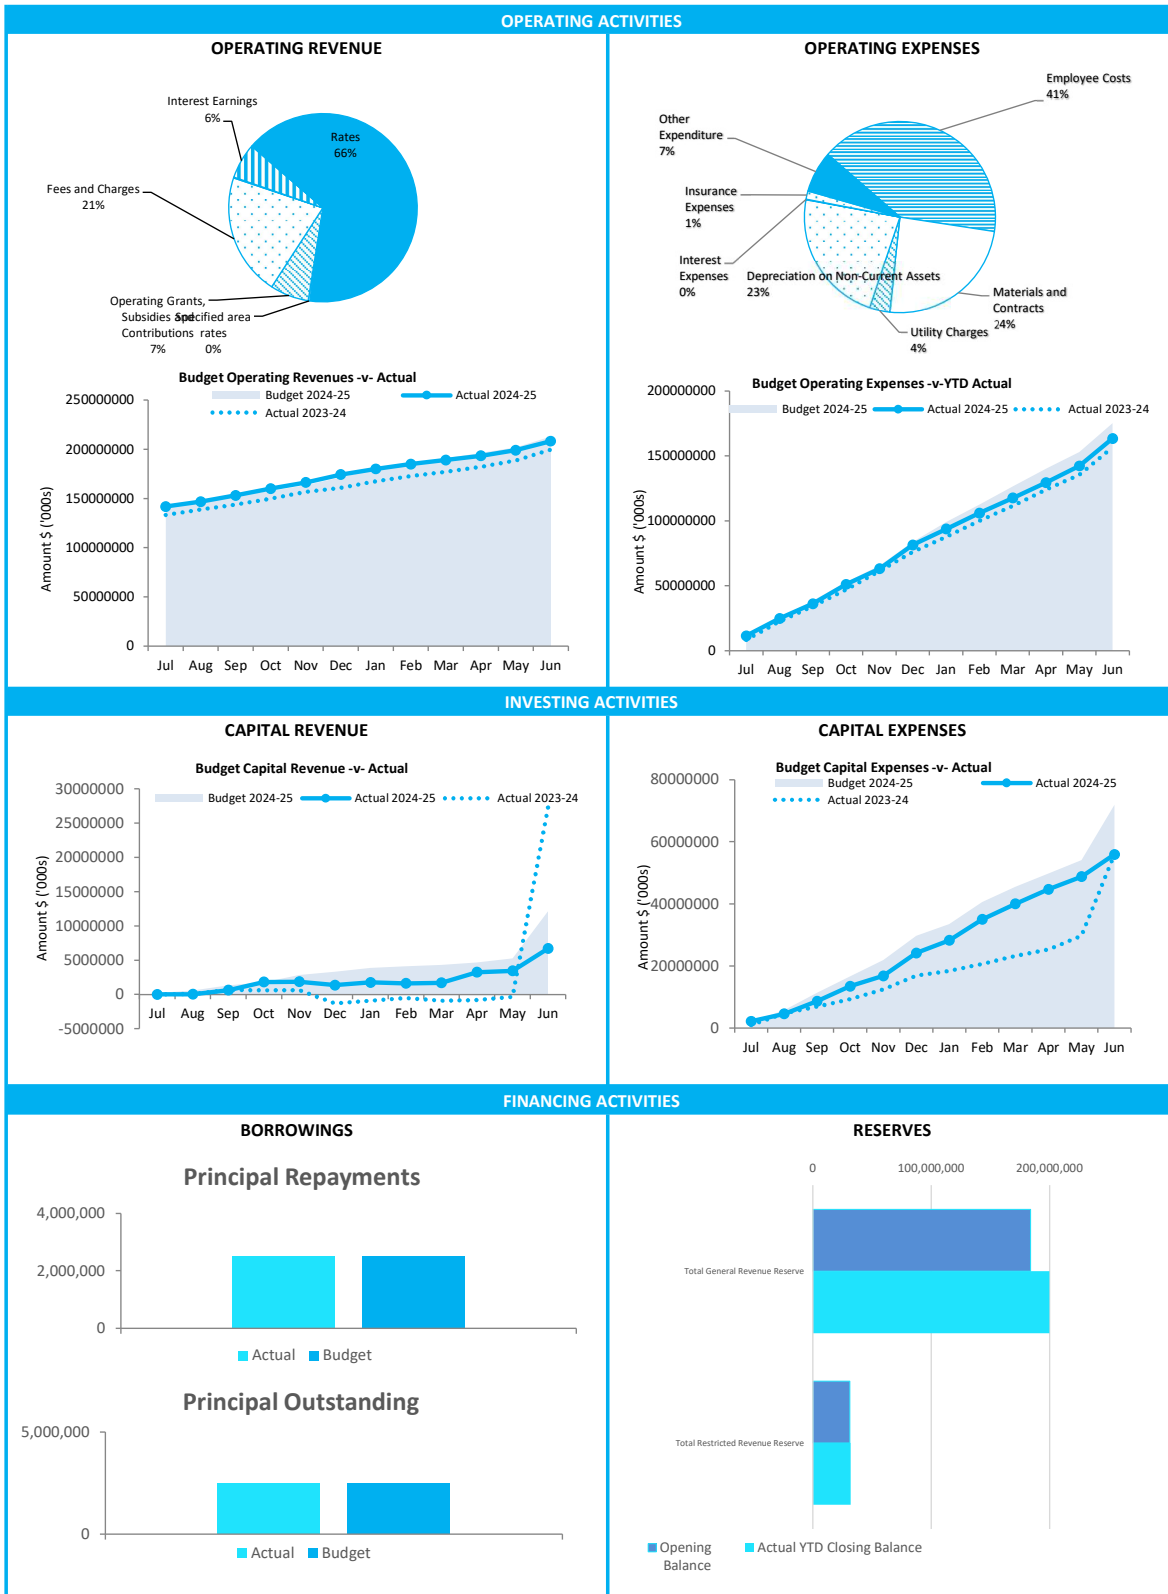 OPERATING ACTIVITIES
OPERATING REVENUE
Interest Earnings
6%
Rates
66%
Fees and Charges
21%
Operating Grants,
Subsidies and
Contributions
7%
Specified area
rates
0%
Budget Operating Revenues -v- Actual
Budget 2024-25
Actual 2024-25
Actual 2023-24
Amount $ ('000s)
250000000
200000000
150000000
100000000
50000000
0
Jul Aug Sep Oct Nov Dec Jan Feb Mar Apr May Jun
OPERATING EXPENSES
Employee Costs
41%
Other
Expenditure
7%
Insurance
Expenses
1%
Interest
Expenses
0%
Depreciation on Non-Current Assets
23%
Materials and
Contracts
24%
Utility Charges
4%
Budget Operating Expenses -v-YTD Actual
Budget 2024-25
Actual 2024-25
Actual 2023-24
Amount $ ('000s)
200000000
150000000
100000000
50000000
0
Jul Aug Sep Oct Nov Dec Jan Feb Mar Apr May Jun
INVESTING ACTIVITIES
CAPITAL REVENUE
Budget Capital Revenue -v- Actual
Budget 2024-25
Actual 2024-25
Actual 2023-24
Amount $ ('000s)
30000000
25000000
20000000
15000000
10000000
5000000
0
-5000000
Jul Aug Sep Oct Nov Dec Jan Feb Mar Apr May Jun
CAPITAL EXPENSES
Budget Capital Expenses -v- Actual
Budget 2024-25
Actual 2024-25
Actual 2023-24
Amount $ ('000s)
80000000
60000000
40000000
20000000
0
Jul Aug Sep Oct Nov Dec Jan Feb Mar Apr May Jun
FINANCING ACTIVITIES
BORROWINGS
Principal Repayments
4,000,000
2,000,000
0
Actual Budget
Principal Outstanding
5,000,000
0
Actual Budget
RESERVES
0 100,000,000 200,000,000
Total General Revenue Reserve
Total Restricted Revenue Reserve
Opening
Balance
Actual YTD Closing Balance